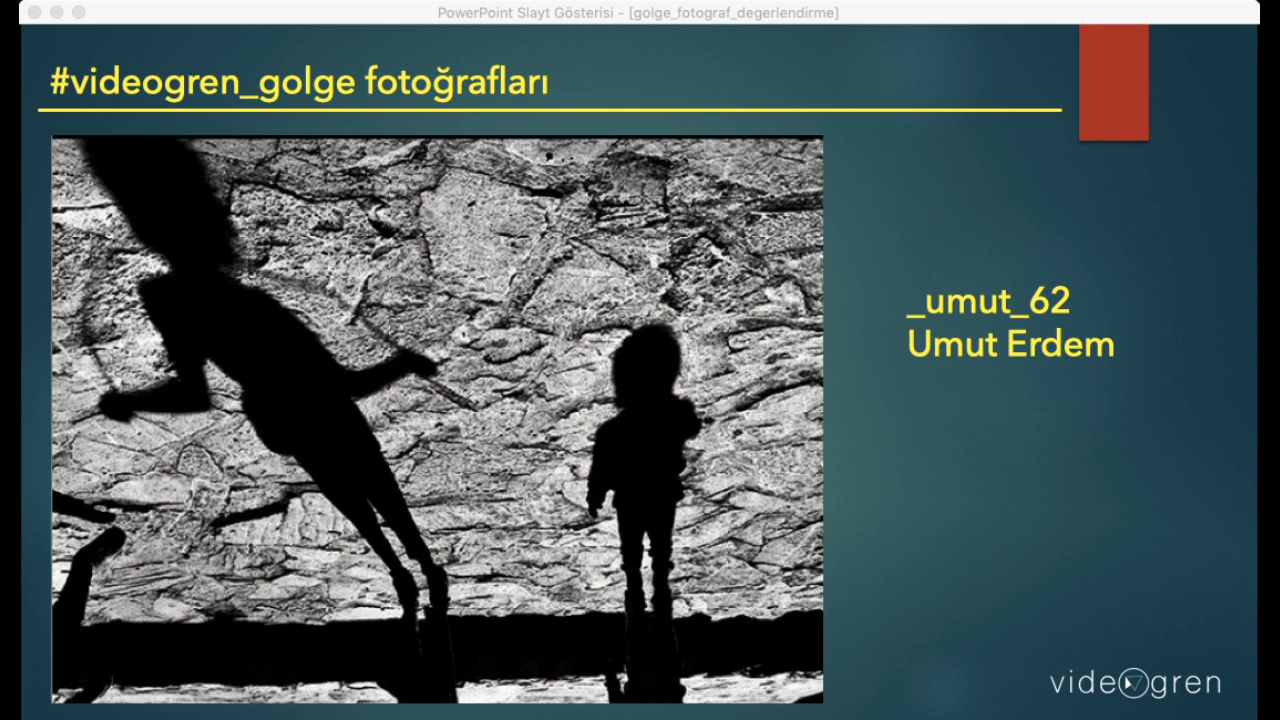 PowerPoint Slayt Gösterisi - [golge_fotograf_degerlendirme]
#videogren_golge fotoğrafları
_umut_62
Umut Erdem
videogren